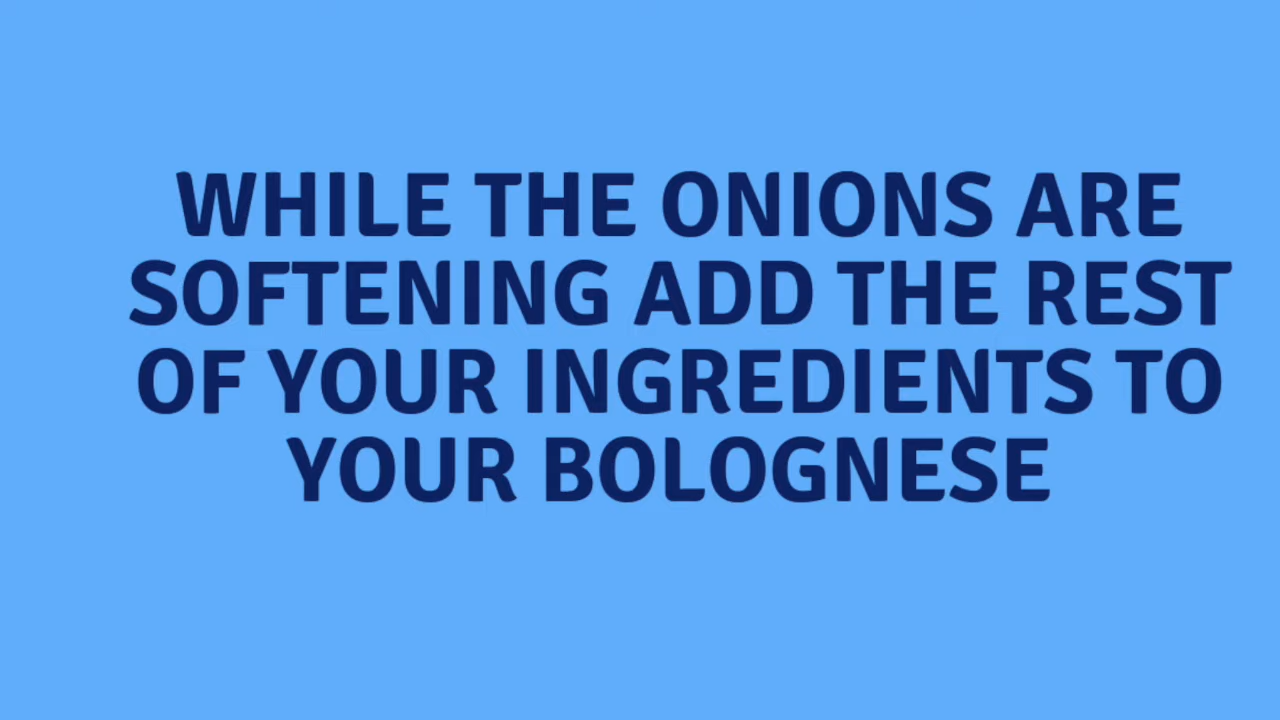 WHILE THE ONIONS ARE
SOFTENING ADD THE REST
OF YOUR INGREDIENTS TO
YOUR BOLOGNESE